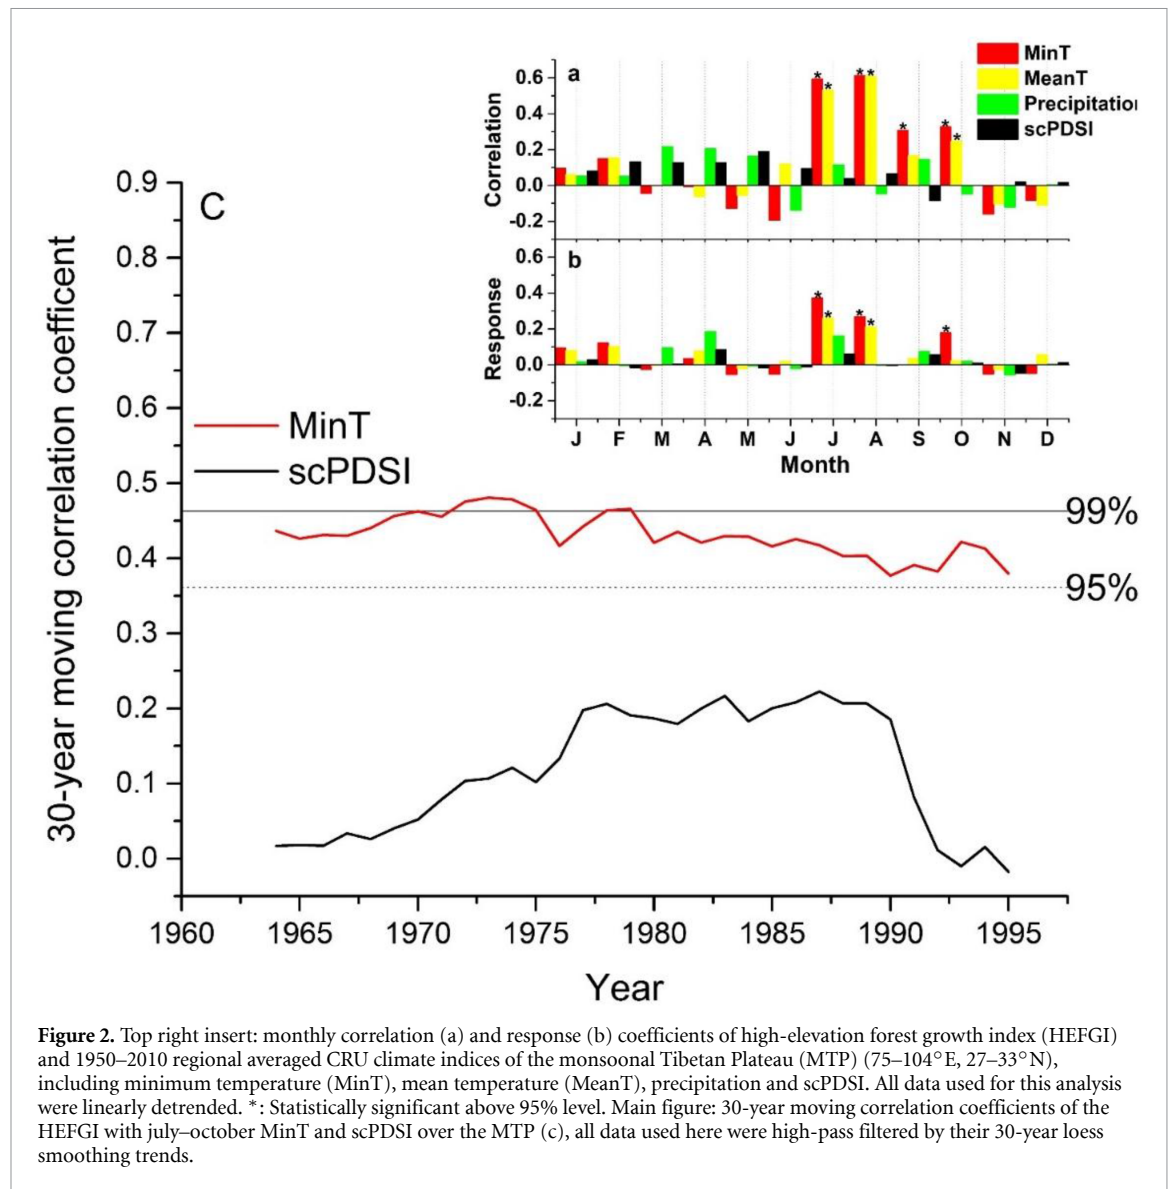 a
MinT
MeanT
Precipitation
scPDSI
Correlation
0.6
0.4
0.2
0.0
-0.2
* * * * * * *
b
Response
0.6
0.4
0.2
0.0
-0.2
* * * * *
J F M A M J J A S O N D
Month
C
30-year moving correlation coefficent
0.9
0.8
0.7
0.6
0.5
0.4
0.3
0.2
0.1
0.0
MinT
scPDSI
99%
95%
1960 1965 1970 1975 1980 1985 1990 1995
Year
Figure 2. Top right insert: monthly correlation (a) and response (b) coefficients of high-elevation forest growth index (HEFGI)
and 1950–2010 regional averaged CRU climate indices of the monsoonal Tibetan Plateau (MTP) (75–104°E, 27–33°N),
including minimum temperature (MinT), mean temperature (MeanT), precipitation and scPDSI. All data used for this analysis
were linearly detrended. *: Statistically significant above 95% level. Main figure: 30-year moving correlation coefficients of the
HEFGI with july–october MinT and scPDSI over the MTP (c), all data used here were high-pass filtered by their 30-year loess
smoothing trends.